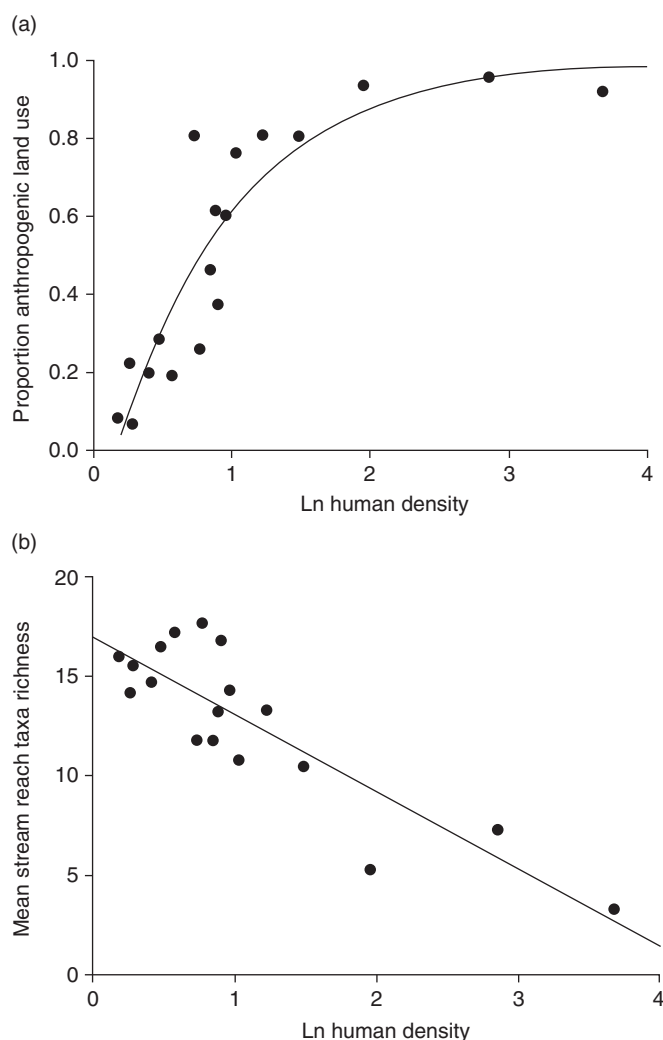 (a)
1.0
0.8
0.6
0.4
0.2
0.0
Proportion anthropogenic land use
0 1 2 3 4
Ln human density
(b)
20
15
10
5
0
Mean stream reach taxa richness
0 1 2 3 4
Ln human density